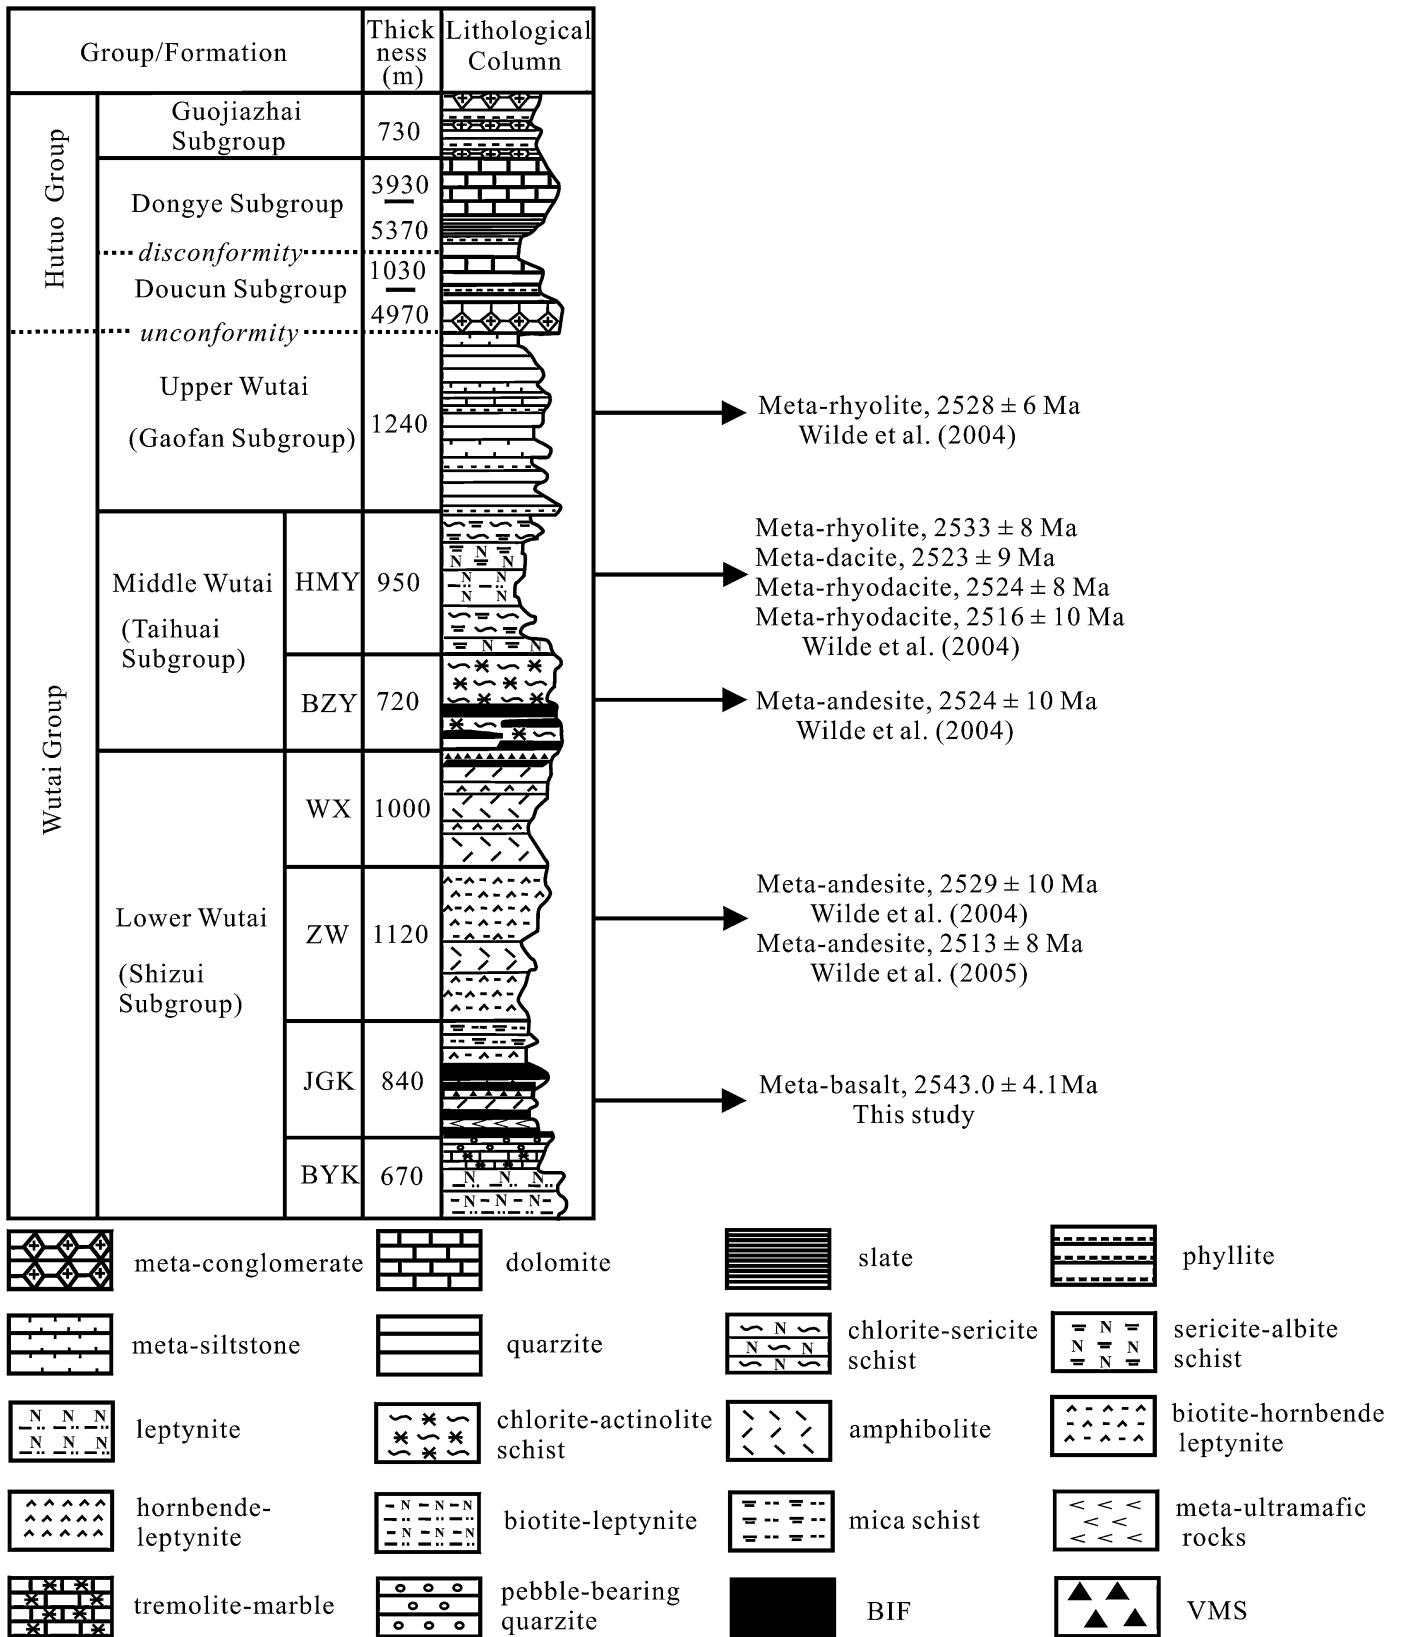 Group/Formation
Thick
ness
(m)
Lithological
Column
Hutuo Group
Guojiazhai
Subgroup
730
Dongye Subgroup
3930
5370
disconformity
Doucun Subgroup
1030
4970
unconformity
Wutai Group
Upper Wutai
(Gaofan Subgroup)
1240
Meta-rhyolite, 2528 ± 6 Ma
Wilde et al. (2004)
Middle Wutai
(Taihuai
Subgroup)
HMY
950
Meta-rhyolite, 2533 ± 8 Ma
Meta-dacite, 2523 ± 9 Ma
Meta-rhyodacite, 2524 ± 8 Ma
Meta-rhyodacite, 2516 ± 10 Ma
Wilde et al. (2004)
BZY
720
Meta-andesite, 2524 ± 10 Ma
Wilde et al. (2004)
Lower Wutai
(Shizui
Subgroup)
WX
1000
ZW
1120
Meta-andesite, 2529 ± 10 Ma
Wilde et al. (2004)
Meta-andesite, 2513 ± 8 Ma
Wilde et al. (2005)
JGK
840
Meta-basalt, 2543.0 ± 4.1Ma
This study
BYK
670
meta-conglomerate
dolomite
slate
phyllite
meta-siltstone
quarzite
chlorite-sericite
schist
sericite-albite
schist
leptynite
chlorite-actinolite
schist
amphibolite
biotite-hornbende
leptynite
hornbende-
leptynite
biotite-leptynite
mica schist
meta-ultramafic
rocks
tremolite-marble
pebble-bearing
quarzite
BIF
VMS